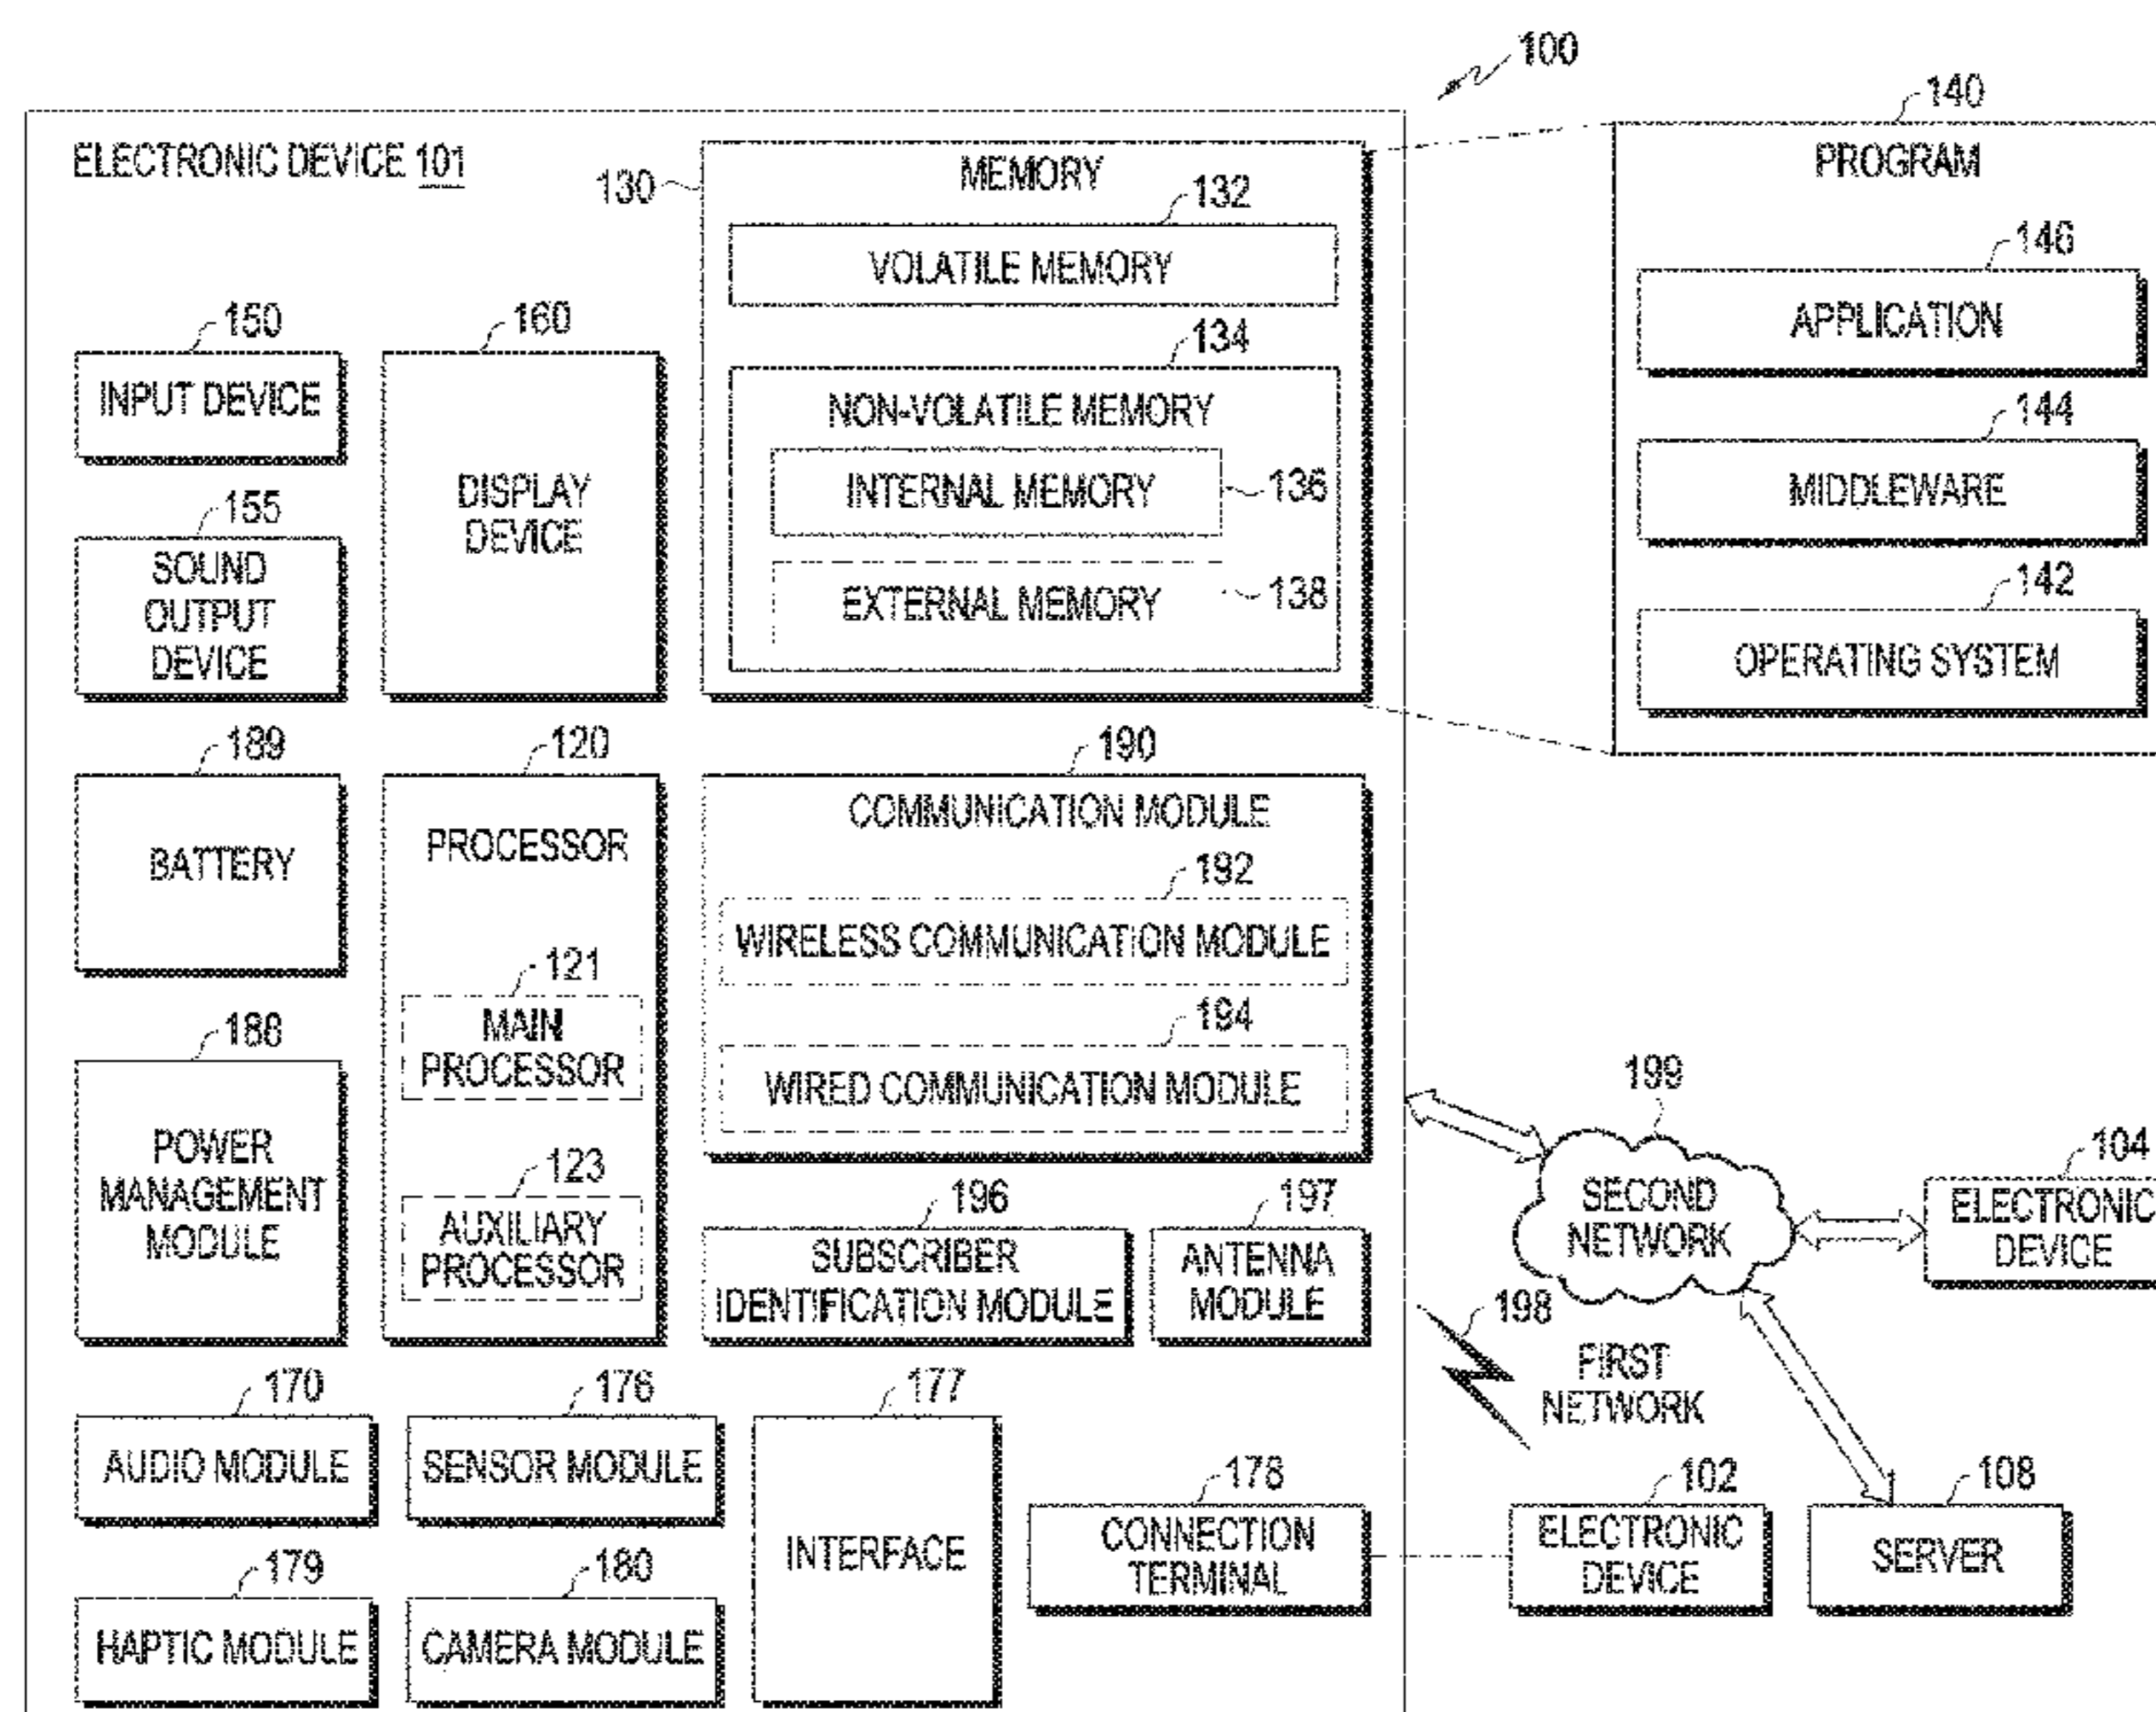 100
ELECTRONIC DEVICE 101
130
MEMORY
132
VOLATILE MEMORY
134
NON-VOLATILE MEMORY
INTERNAL MEMORY
136
EXTERNAL MEMORY
138
140
PROGRAM
146
APPLICATION
144
MIDDLEWARE
142
OPERATING SYSTEM
150
INPUT DEVICE
160
DISPLAY
DEVICE
155
SOUND
OUTPUT
DEVICE
189
BATTERY
120
PROCESSOR
121
MAIN
PROCESSOR
123
AUXILIARY
PROCESSOR
190
COMMUNICATION MODULE
192
WIRELESS COMMUNICATION MODULE
194
WIRED COMMUNICATION MODULE
188
POWER
MANAGEMENT
MODULE
196
SUBSCRIBER
IDENTIFICATION MODULE
197
ANTENNA
MODULE
199
SECOND
NETWORK
104
ELECTRONIC
DEVICE
198
FIRST
NETWORK
170
AUDIO MODULE
176
SENSOR MODULE
177
INTERFACE
178
CONNECTION
TERMINAL
102
ELECTRONIC
DEVICE
108
SERVER
179
HAPTIC MODULE
180
CAMERA MODULE